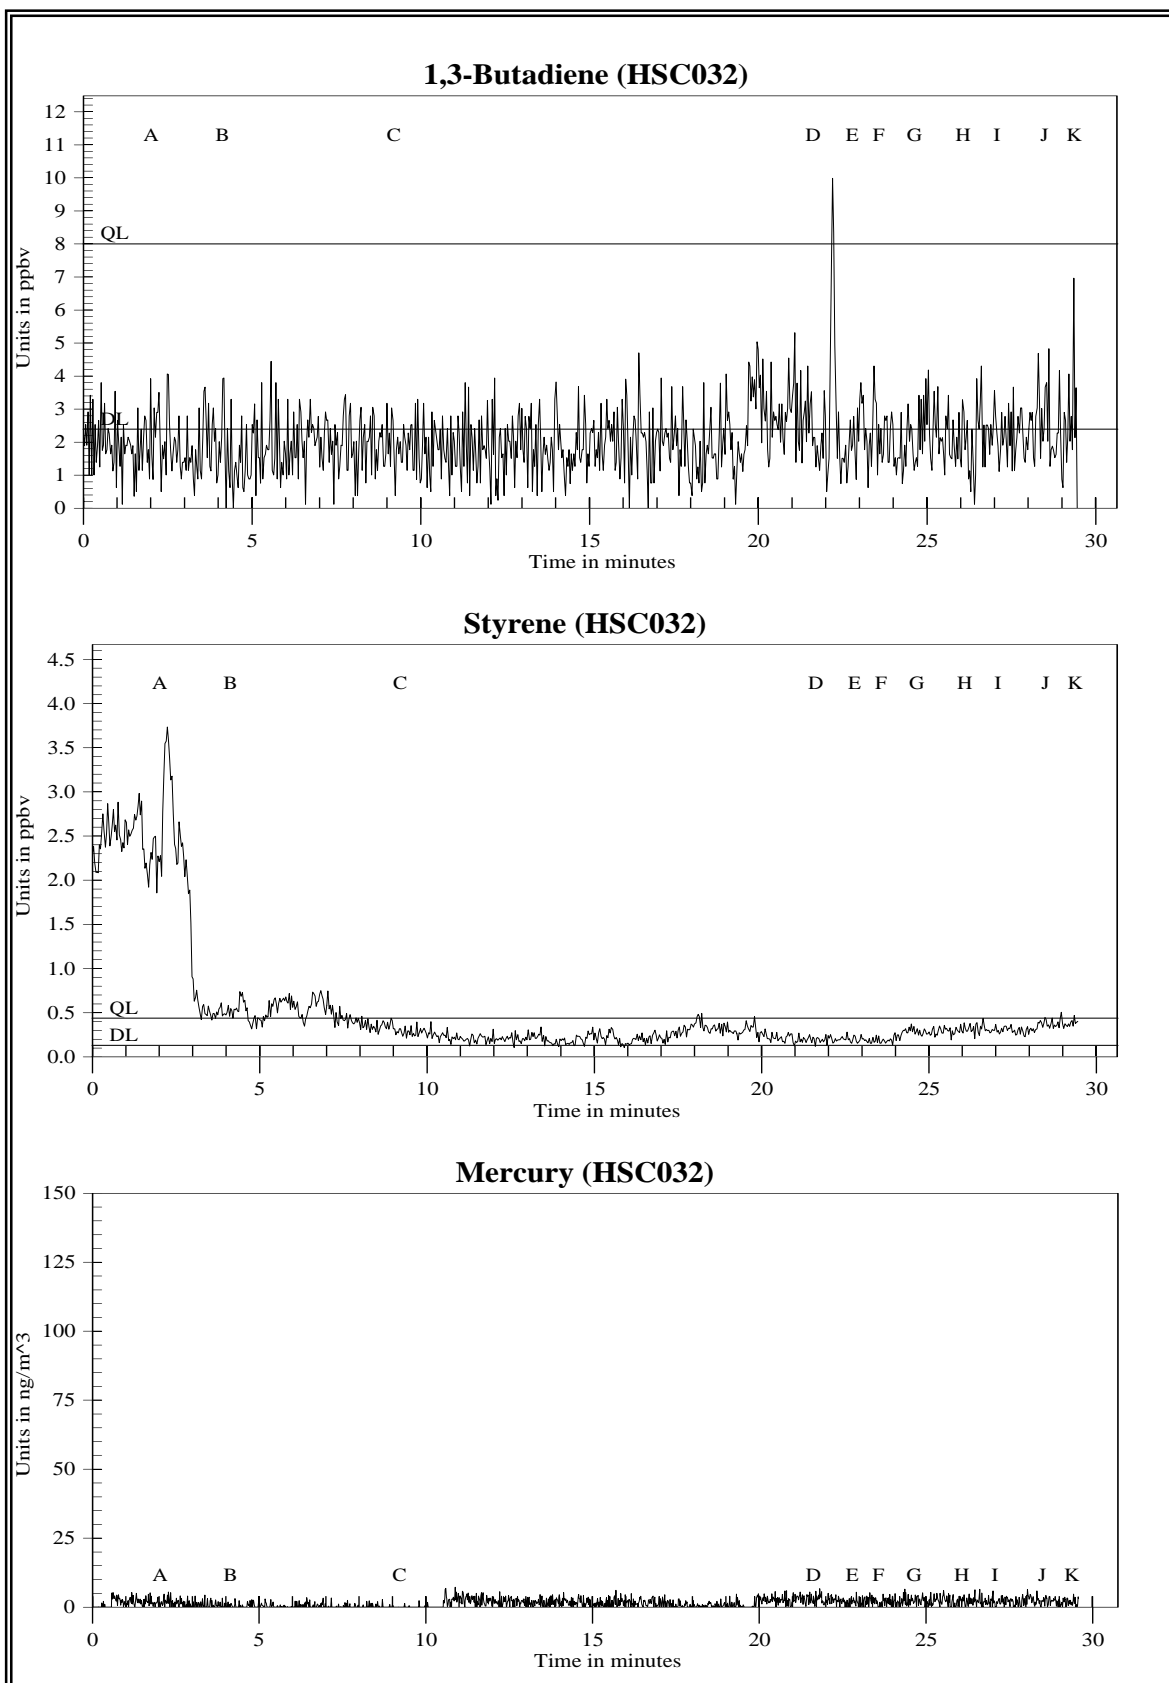 1,3-Butadiene (HSC032)
12
A B C D E F G H I J K
11
10
9
QL
8
7
6
5
4
3
DL
2
1
0
Units in ppbv
0 5 10 15 20 25 30
Time in minutes
Styrene (HSC032)
4.5
A B C D E F G H I J K
4.0
3.5
3.0
2.5
2.0
1.5
1.0
QL
0.5
DL
0.0
Units in ppbv
0 5 10 15 20 25 30
Time in minutes
Mercury (HSC032)
150
125
100
75
50
25
A B C D E F G H I J K
0
Units in ng/m^3
0 5 10 15 20 25 30
Time in minutes